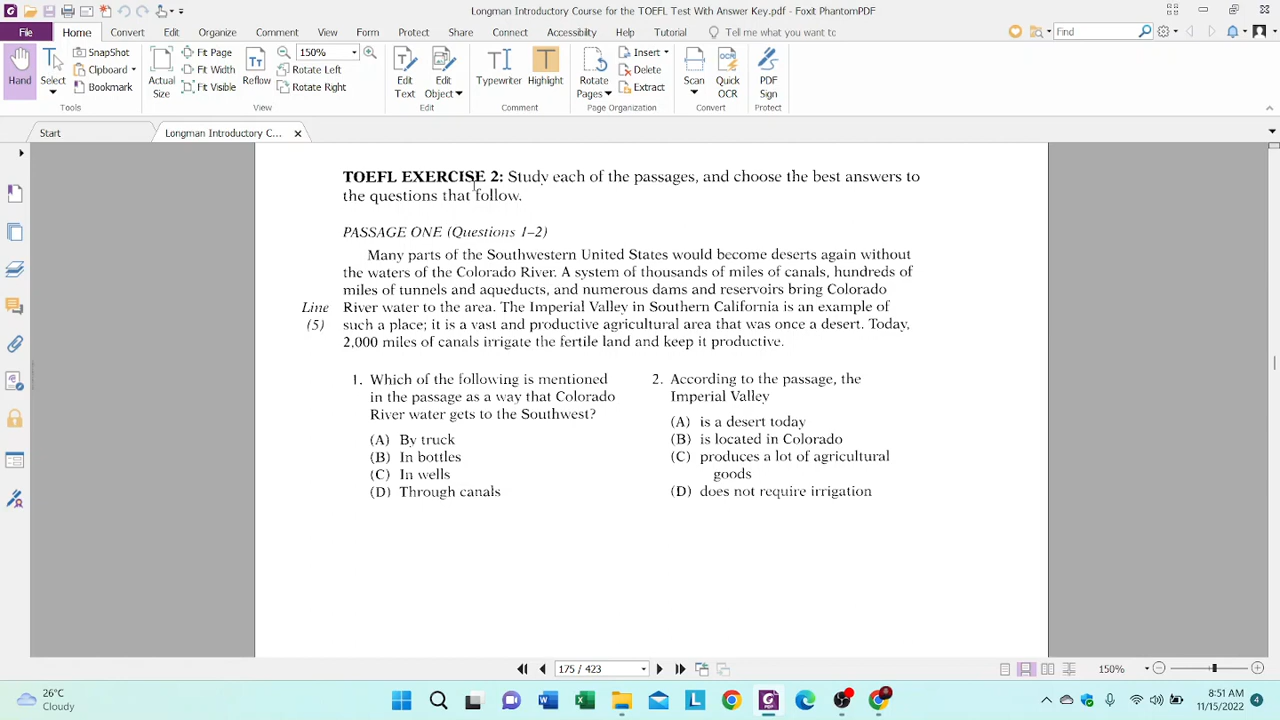 Longman Introductory Course for the TOEFL Test With Answer Key.pdf - Foxit PhantomPDF
File Home Convert Edit Organize Comment View Form Protect Share Connect Accessibility Help Tutorial Tell me what you want to Find
Hand
Select
SnapShot
Clipboard
Bookmark
Tools
Actual Size
Fit Page
Fit Width
Fit Visible
Reflow
150%
Rotate Left
Rotate Right
View
Edit Text
Edit Object
Edit
Typewriter
Highlight
Comment
Rotate Pages
Insert
Delete
Extract
Page Organization
Scan
Quick OCR
Convert
PDF Sign
Protect
Start
Longman Introductory C...
TOEFL EXERCISE 2: Study each of the passages, and choose the best answers to
the questions that follow.
PASSAGE ONE (Questions 1–2)
Many parts of the Southwestern United States would become deserts again without
the waters of the Colorado River. A system of thousands of miles of canals, hundreds of
miles of tunnels and aqueducts, and numerous dams and reservoirs bring Colorado
Line River water to the area. The Imperial Valley in Southern California is an example of
(5) such a place; it is a vast and productive agricultural area that was once a desert. Today,
2,000 miles of canals irrigate the fertile land and keep it productive.
1. Which of the following is mentioned
in the passage as a way that Colorado
River water gets to the Southwest?
(A) By truck
(B) In bottles
(C) In wells
(D) Through canals
2. According to the passage, the
Imperial Valley
(A) is a desert today
(B) is located in Colorado
(C) produces a lot of agricultural
goods
(D) does not require irrigation
175 / 423
150%
26°C
Cloudy
8:51 AM
11/15/2022
4